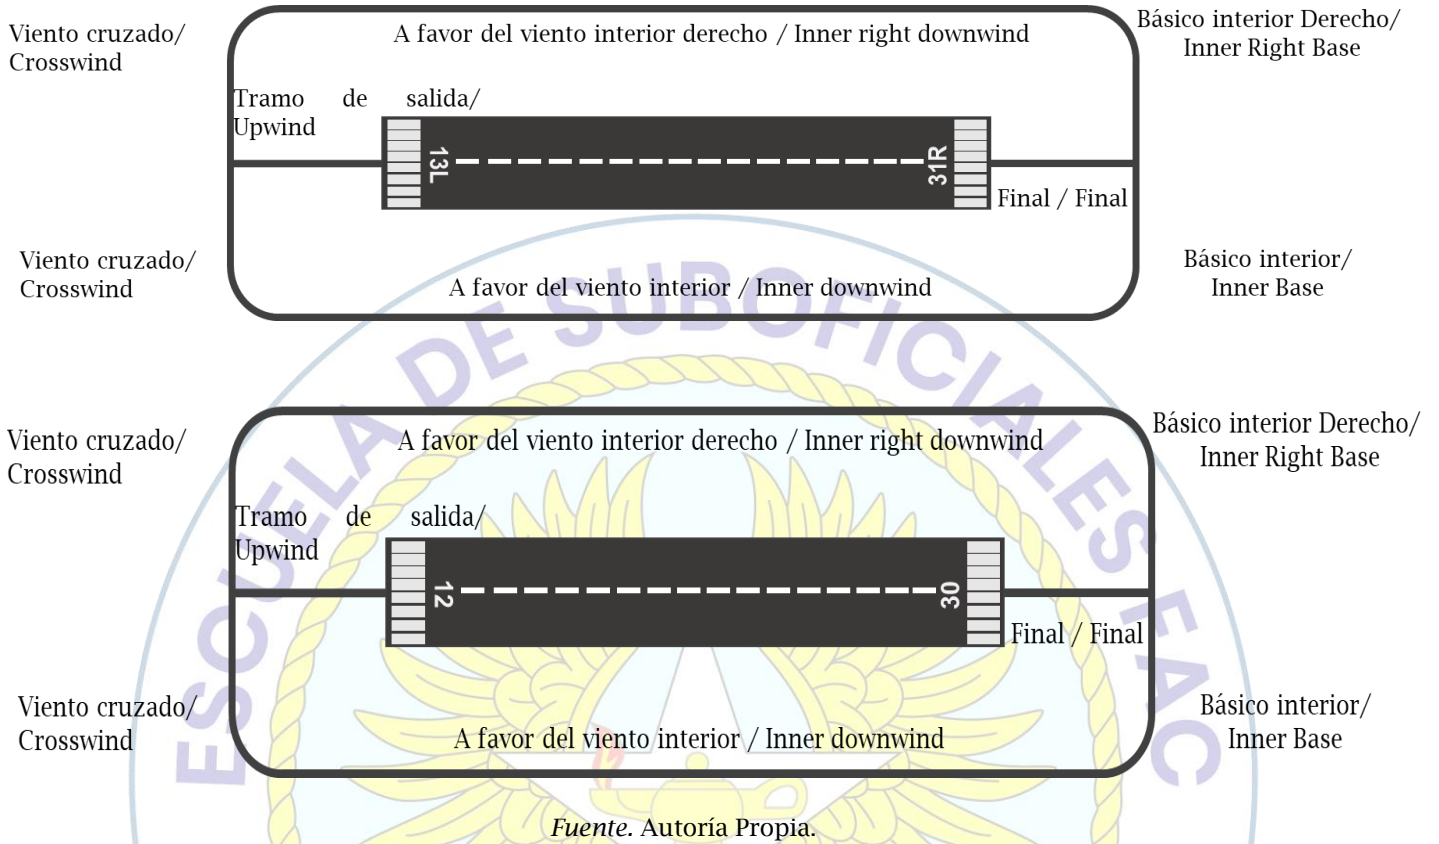 Viento cruzado/
Crosswind
A favor del viento interior derecho / Inner right downwind
Básico interior Derecho/
Inner Right Base
Tramo de salida/
Upwind
13L
31R
Final / Final
Viento cruzado/
Crosswind
A favor del viento interior / Inner downwind
Básico interior/
Inner Base
ESCUELA DE SUBOFICIALES FAC
Viento cruzado/
Crosswind
A favor del viento interior derecho / Inner right downwind
Básico interior Derecho/
Inner Right Base
Tramo de salida/
Upwind
12
30
Final / Final
Viento cruzado/
Crosswind
A favor del viento interior / Inner downwind
Básico interior/
Inner Base
Fuente. Autoría Propia.